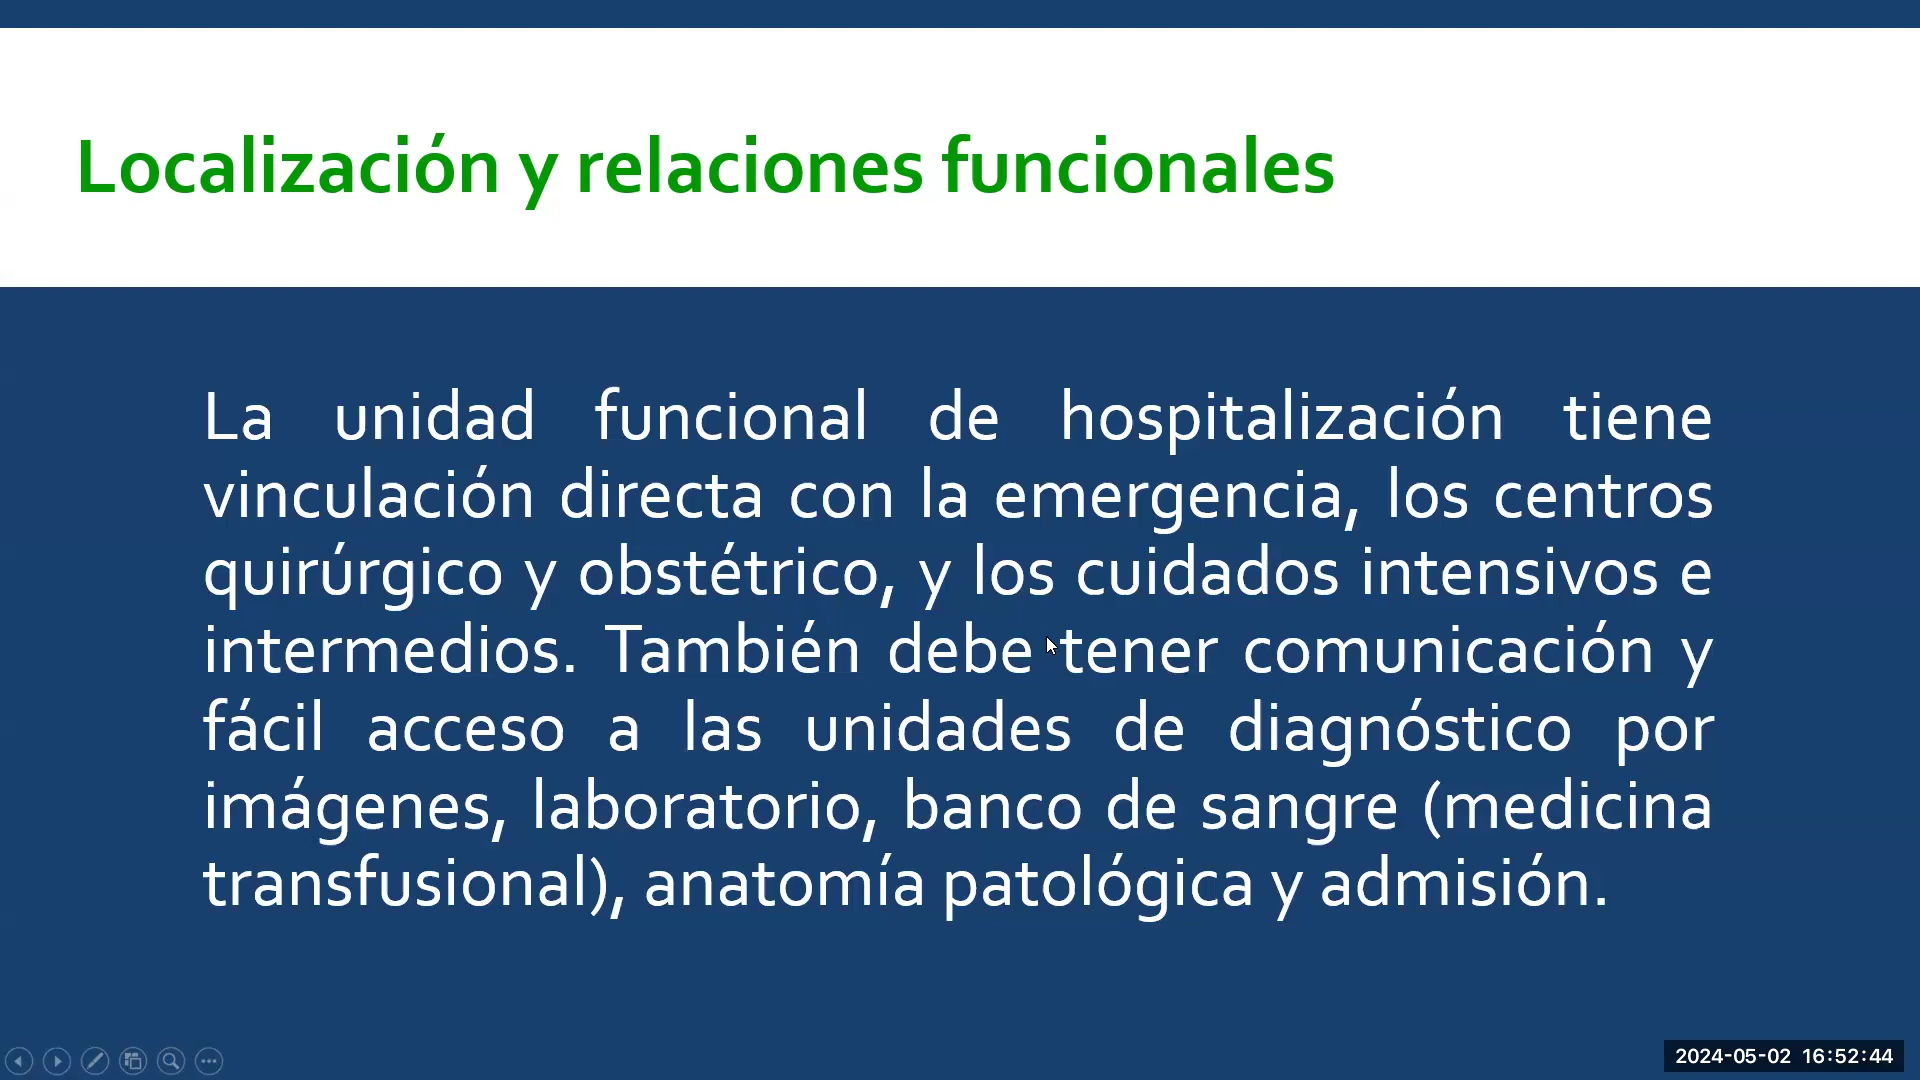 Localización y relaciones funcionales
La unidad funcional de hospitalización tiene
vinculación directa con la emergencia, los centros
quirúrgico y obstétrico, y los cuidados intensivos e
intermedios. También debe tener comunicación y
fácil acceso a las unidades de diagnóstico por
imágenes, laboratorio, banco de sangre (medicina
transfusional), anatomía patológica y admisión.
2024-05-02 16:52:44